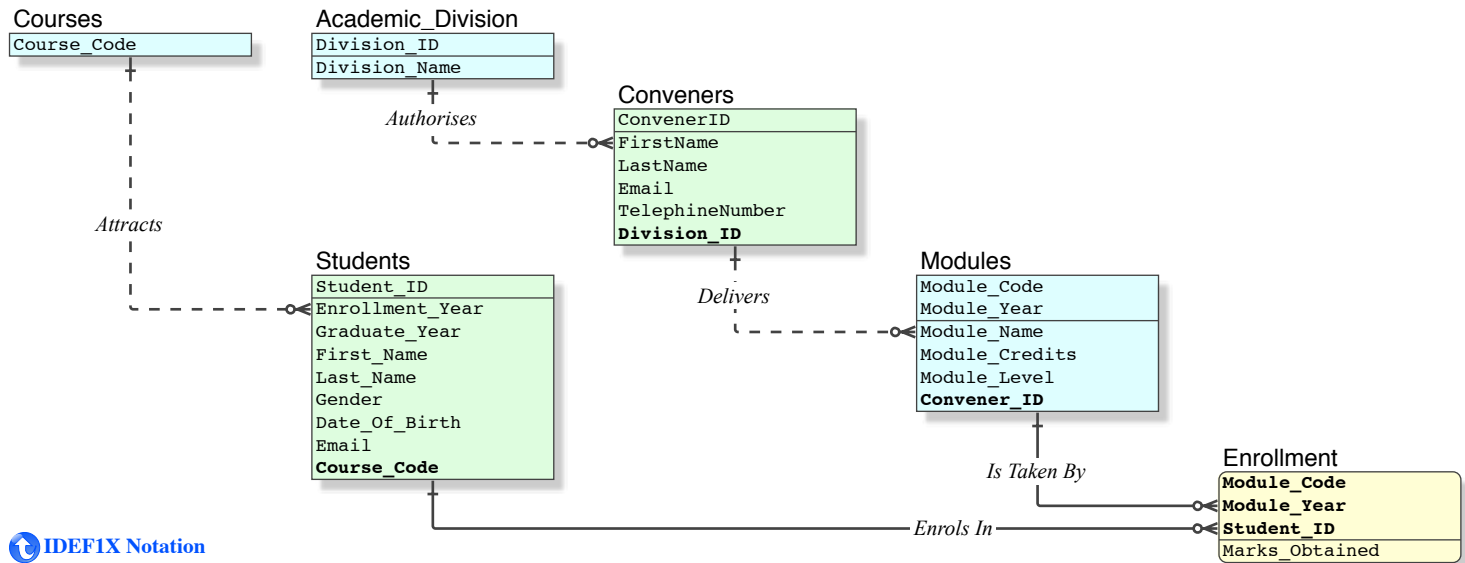 Courses
Course_Code
Academic_Division
Division_ID
Division_Name
Authorises
Conveners
ConvenerID
FirstName
LastName
Email
TelephineNumber
Division_ID
Attracts
Students
Student_ID
Enrollment_Year
Graduate_Year
First_Name
Last_Name
Gender
Date_Of_Birth
Email
Course_Code
Delivers
Modules
Module_Code
Module_Year
Module_Name
Module_Credits
Module_Level
Convener_ID
Is Taken By
Enrols In
Enrollment
Module_Code
Module_Year
Student_ID
Marks_Obtained
IDEF1X Notation